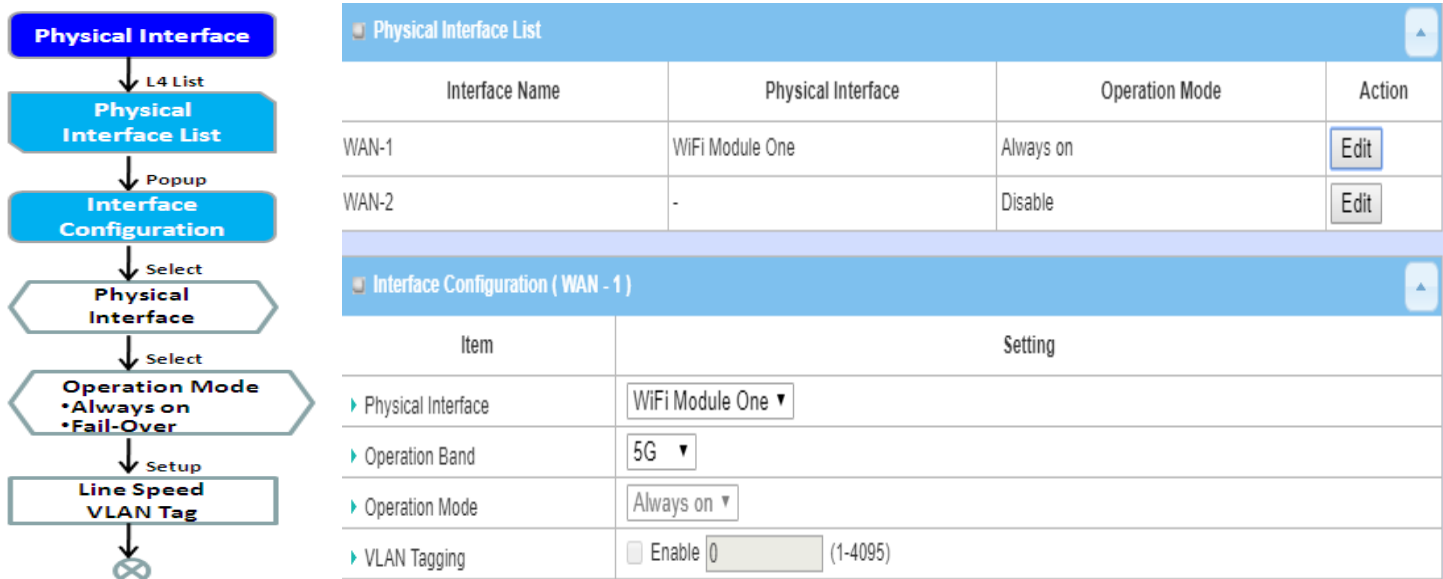 Physical Interface
L4 List
Physical
Interface List
Popup
Interface
Configuration
Select
Physical
Interface
Select
Operation Mode
•Always on
•Fail-Over
Setup
Line Speed
VLAN Tag
Physical Interface List
Interface Name Physical Interface Operation Mode Action
WAN-1 WiFi Module One Always on Edit
WAN-2 - Disable Edit
Interface Configuration ( WAN - 1 )
Item Setting
Physical Interface WiFi Module One
Operation Band 5G
Operation Mode Always on
VLAN Tagging Enable 0 (1-4095)